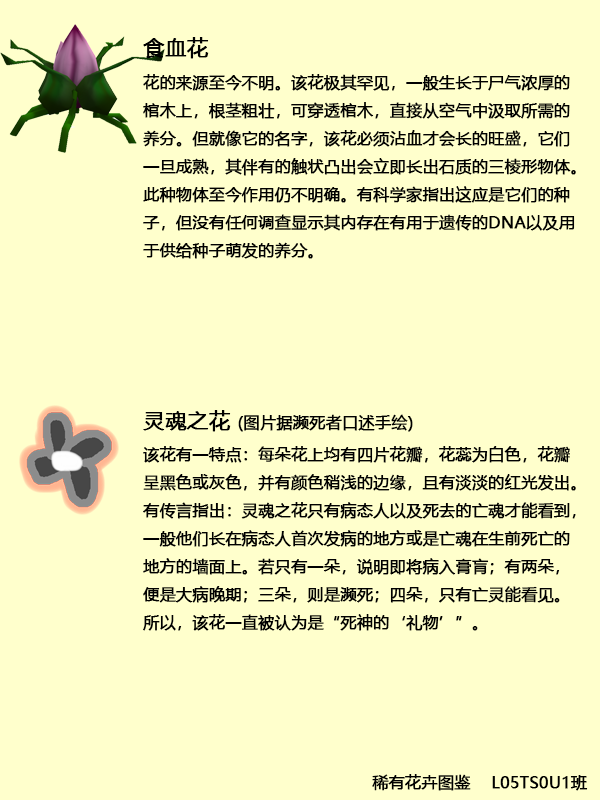 食血花
花的来源至今不明。该花极其罕见，一般生长于尸气浓厚的
棺木上，根茎粗壮，可穿透棺木，直接从空气中汲取所需的
养分。但就像它的名字，该花必须沾血才会长的旺盛，它们
一旦成熟，其伴有的触状凸出会立即长出石质的三棱形物体。
此种物体至今作用仍不明确。有科学家指出这应是它们的种
子，但没有任何调查显示其内存在有用于遗传的DNA以及用
于供给种子萌发的养分。
灵魂之花 (图片据濒死者口述手绘)
该花有一特点：每朵花上均有四片花瓣，花蕊为白色，花瓣
呈黑色或灰色，并有颜色稍浅的边缘，且有淡淡的红光发出。
有传言指出：灵魂之花只有病态人以及死去的亡魂才能看到，
一般他们长在病态人首次发病的地方或是亡魂在生前死亡的
地方的墙面上。若只有一朵，说明即将病入膏肓；有两朵，
便是大病晚期；三朵，则是濒死；四朵，只有亡灵能看见。
所以，该花一直被认为是“死神的‘礼物’”。
稀有花卉图鉴 L05TS0U1班